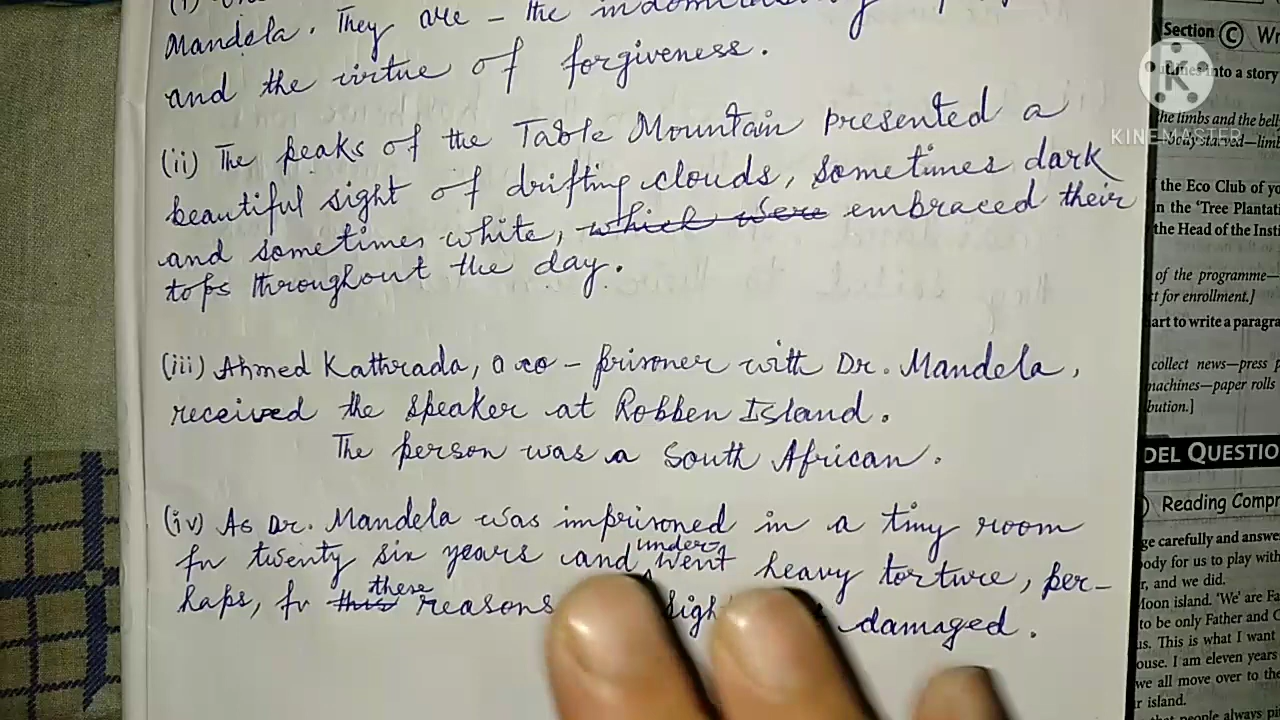 Mandela. They are - the
and the virtue of forgiveness.
(ii) The peaks of the Table Mountain presented a
beautiful sight of drifting clouds, sometimes dark
and sometimes white, which were embraced their
tops throughout the day.
(iii) Ahmed Kathrada, a co-prisoner with Dr. Mandela,
received the speaker at Robben Island.
The person was a South African.
(iv) As Dr. Mandela was imprisoned in a tiny room
for twenty six years and under went heavy torture, per-
haps, for this these reasons damaged.
Section C
into a story
KINEMASTER
the limbs and the bell
body starved—limb
the Eco Club of yo
n the 'Tree Plantati
the Head of the Insti
of the programme—
t for enrollment.]
art to write a paragra
collect news—press p
machines—paper rolls
bution.]
DEL QUESTIO
Reading Compr
ge carefully and answe
ody for us to play with
r, and we did.
Moon island. 'We' are Fa
to be only Father and
us. This is what I want
ouse. I am eleven years
we all move over to the
r island.
people always